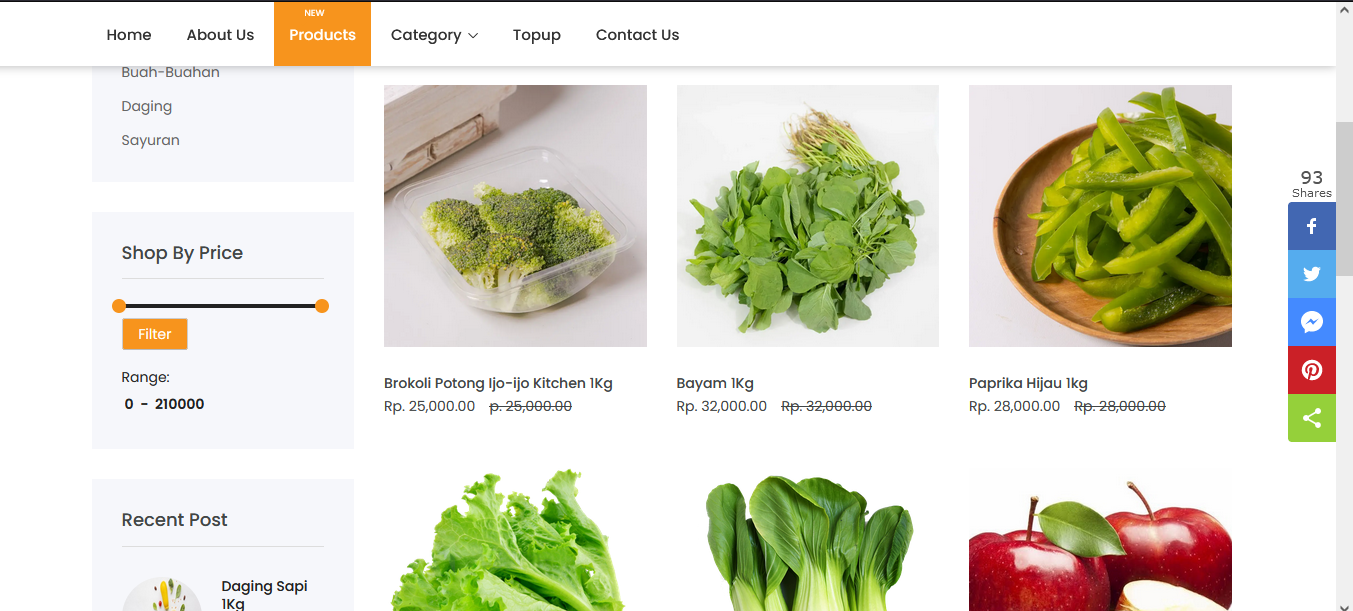 NEW
Home
About Us
Products
Category
Topup
Contact Us
Buah-Buahan
Daging
Sayuran
Shop By Price
Filter
Range:
0 - 210000
Recent Post
Daging Sapi
1Kg
Brokoli Potong Ijo-ijo Kitchen 1Kg
Rp. 25,000.00 p. 25,000.00
Bayam 1Kg
Rp. 32,000.00 Rp. 32,000.00
Paprika Hijau 1kg
Rp. 28,000.00 Rp. 28,000.00
93
Shares